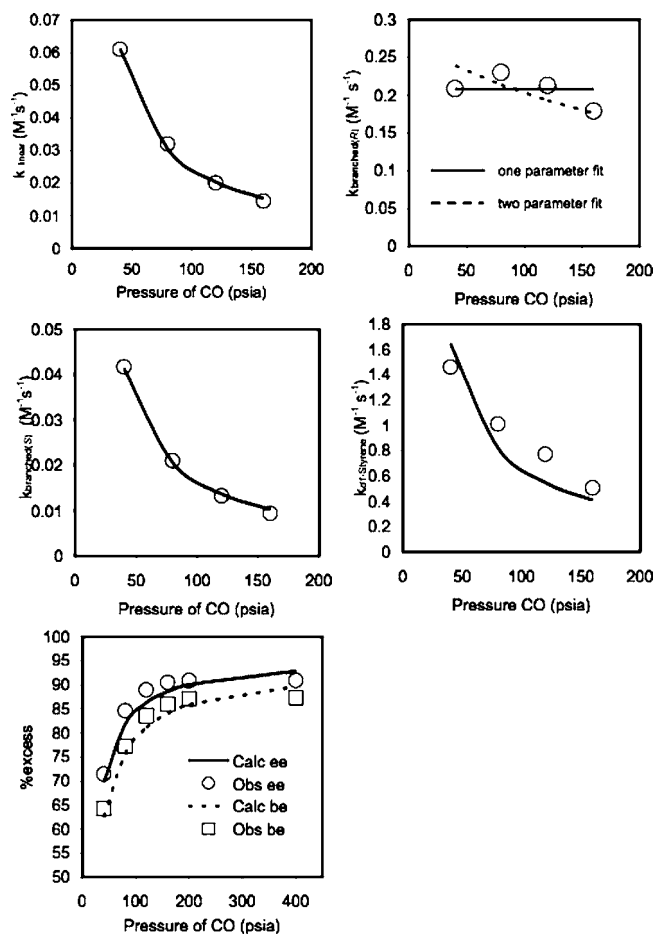 0.07
0.06
0.05
0.04
0.03
0.02
0.01
0
k linear (M⁻¹s⁻¹)
0 50 100 150 200
Pressure of CO (psia)
0.3
0.25
0.2
0.15
0.1
0.05
0
kbranched(R) (M⁻¹ s⁻¹)
one parameter fit
two parameter fit
0 50 100 150 200
Pressure CO (psia)
0.05
0.04
0.03
0.02
0.01
0
kbranched(S) (M⁻¹s⁻¹)
0 50 100 150 200
Pressure of CO (psia)
1.8
1.6
1.4
1.2
1
0.8
0.6
0.4
0.2
0
(M⁻¹ s⁻¹)
0 50 100 150 200
Pressure CO (psia)
100
95
90
85
80
75
70
65
60
55
50
%excess
Calc ee
Obs ee
Calc be
Obs be
0 100 200 300 400
Pressure of CO (psia)